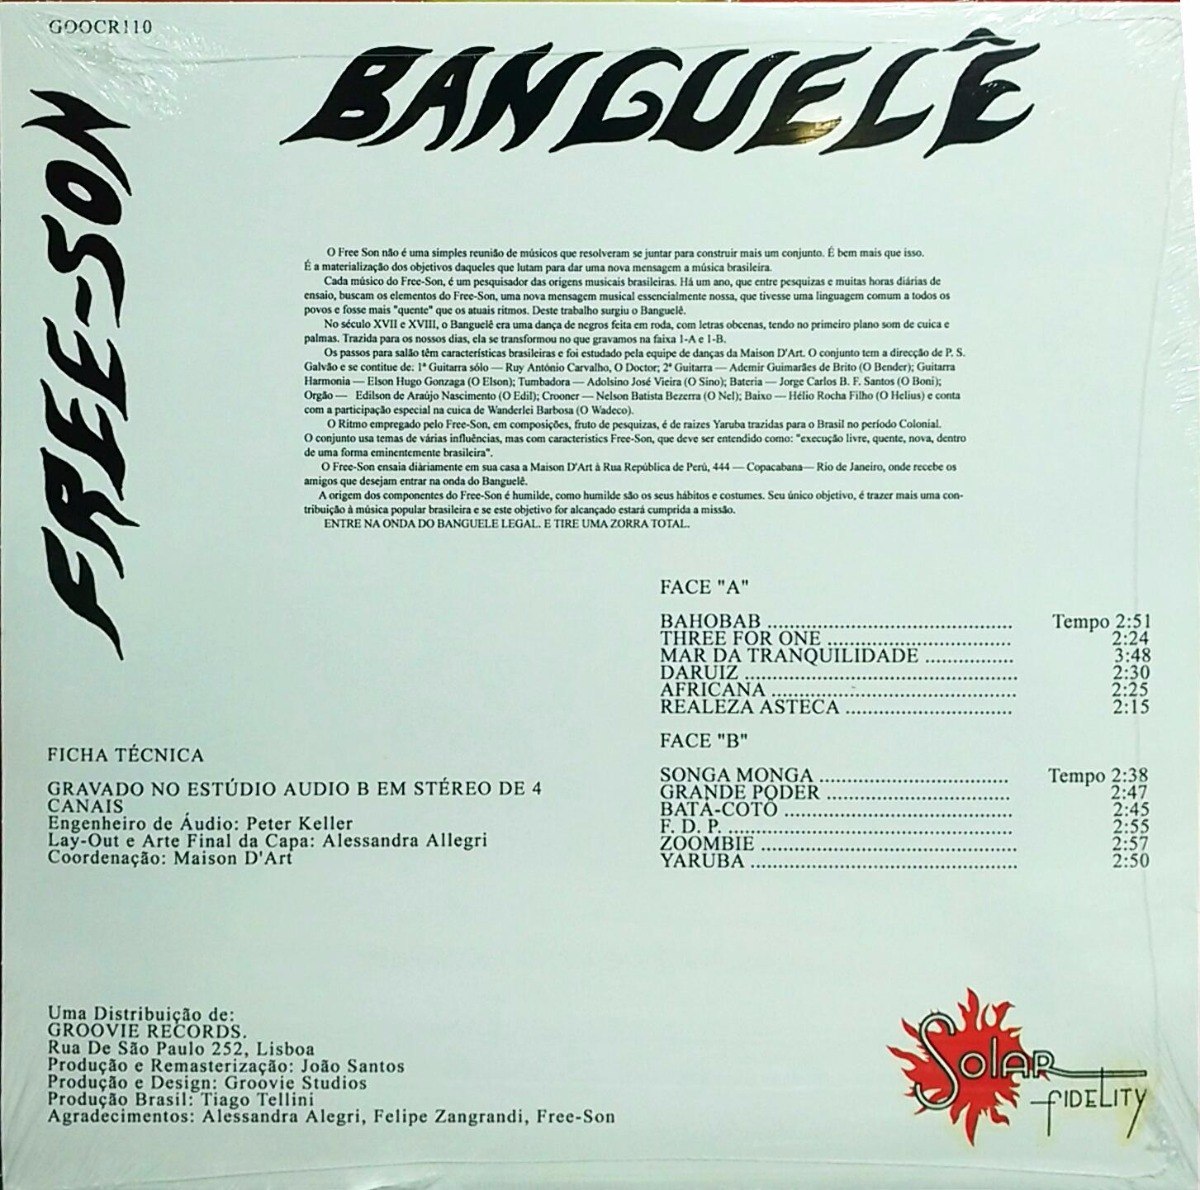 GOOCR110
BANGUELÊ
FREE-SON
O Free Son não é uma simples reunião de músicos que resolveram se juntar para construir mais um conjunto. É bem mais que isso.
É a materialização dos objetivos daqueles que lutam para dar uma nova mensagem a música brasileira.
Cada músico do Free-Son, é um pesquisador das origens musicais brasileiras. Há um ano, que entre pesquizas e muitas horas diárias de
ensaio, buscam os elementos do Free-Son, uma nova mensagem musical essencialmente nossa, que tivesse uma linguagem comum a todos os
povos e fosse mais "quente" que os atuais ritmos. Deste trabalho surgiu o Banguelê.
No século XVII e XVIII, o Banguelê era uma dança de negros feita em roda, com letras obcenas, tendo no primeiro plano som de cuica e
palmas. Trazida para os nossos dias, ela se transformou no que gravamos na faixa 1-A e 1-B.
Os passos para salão têm características brasileiras e foi estudado pela equipe de danças da Maison D'Art. O conjunto tem a direcção de P. S.
Galvão e se contitue de: 1ª Guitarra sólo — Ruy António Carvalho, O Doctor; 2ª Guitarra — Ademir Guimarães de Brito (O Bender); Guitarra
Harmonia — Elson Hugo Gonzaga (O Elson); Tumbadora — Adolsino José Vieira (O Sino); Bateria — Jorge Carlos B. F. Santos (O Boni);
Orgão — Edilson de Araújo Nascimento (O Edil); Crooner — Nelson Batista Bezerra (O Nel); Baixo — Hélio Rocha Filho (O Helius) e conta
com a participação especial na cuica de Wanderlei Barbosa (O Wadeco).
O Ritmo empregado pelo Free-Son, em composições, fruto de pesquizas, é de raizes Yaruba trazidas para o Brasil no período Colonial.
O conjunto usa temas de várias influências, mas com caracteristics Free-Son, que deve ser entendido como: "execução livre, quente, nova, dentro
de uma forma eminentemente brasileira".
O Free-Son ensaia diàriamente em sua casa a Maison D'Art à Rua República de Perú, 444 — Copacabana— Rio de Janeiro, onde recebe os
amigos que desejam entrar na onda do Banguelê.
A origem dos componentes do Free-Son é humilde, como humilde são os seus hábitos e costumes. Seu único objetivo, é trazer mais uma con-
tribuição à música popular brasileira e se este objetivo for alcançado estará cumprida a missão.
ENTRE NA ONDA DO BANGUELE LEGAL. E TIRE UMA ZORRA TOTAL.
FACE "A"
BAHOBAB ........................................ Tempo 2:51
THREE FOR ONE .............................. 2:24
MAR DA TRANQUILIDADE ................ 3:48
DARUIZ ............................................ 2:30
AFRICANA ....................................... 2:25
REALEZA ASTECA ........................... 2:15
FACE "B"
SONGA MONGA .............................. Tempo 2:38
GRANDE PODER .............................. 2:47
BATÁ-COTÔ ..................................... 2:45
F. D. P. .............................................. 2:55
ZOOMBIE ......................................... 2:57
YARUBA ........................................... 2:50
FICHA TÉCNICA
GRAVADO NO ESTÚDIO AUDIO B EM STÉREO DE 4
CANAIS
Engenheiro de Áudio: Peter Keller
Lay-Out e Arte Final da Capa: Alessandra Allegri
Coordenação: Maison D'Art
Uma Distribuição de:
GROOVIE RECORDS.
Rua De São Paulo 252, Lisboa
Produção e Remasterização: João Santos
Produção e Design: Groovie Studios
Produção Brasil: Tiago Tellini
Agradecimentos: Alessandra Alegri, Felipe Zangrandi, Free-Son
SOLAR
FIDELITY